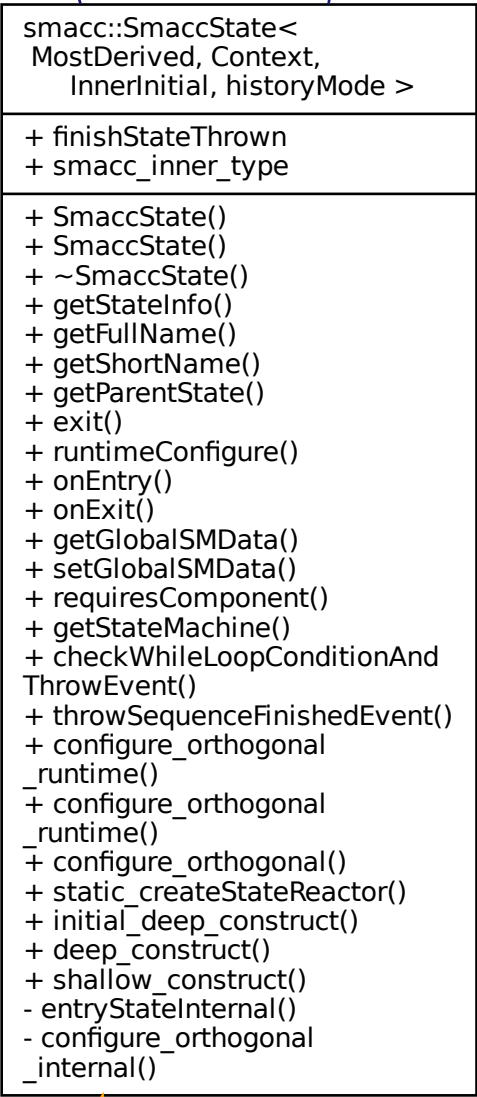 smacc::SmaccState<
MostDerived, Context,
InnerInitial, historyMode >
+ finishStateThrown
+ smacc_inner_type
+ SmaccState()
+ SmaccState()
+ ~SmaccState()
+ getStateInfo()
+ getFullName()
+ getShortName()
+ getParentState()
+ exit()
+ runtimeConfigure()
+ onEntry()
+ onExit()
+ getGlobalSMData()
+ setGlobalSMData()
+ requiresComponent()
+ getStateMachine()
+ checkWhileLoopConditionAnd
ThrowEvent()
+ throwSequenceFinishedEvent()
+ configure_orthogonal
_runtime()
+ configure_orthogonal
_runtime()
+ configure_orthogonal()
+ static_createStateReactor()
+ initial_deep_construct()
+ deep_construct()
+ shallow_construct()
- entryStateInternal()
- configure_orthogonal
_internal()